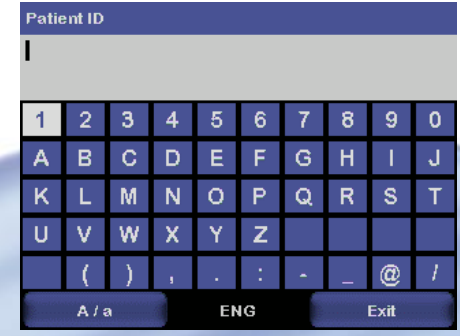 Patient ID
1 2 3 4 5 6 7 8 9 0
A B C D E F G H I J
K L M N O P Q R S T
U V W X Y Z
( ) , . : - _ @ /
A / a ENG Exit